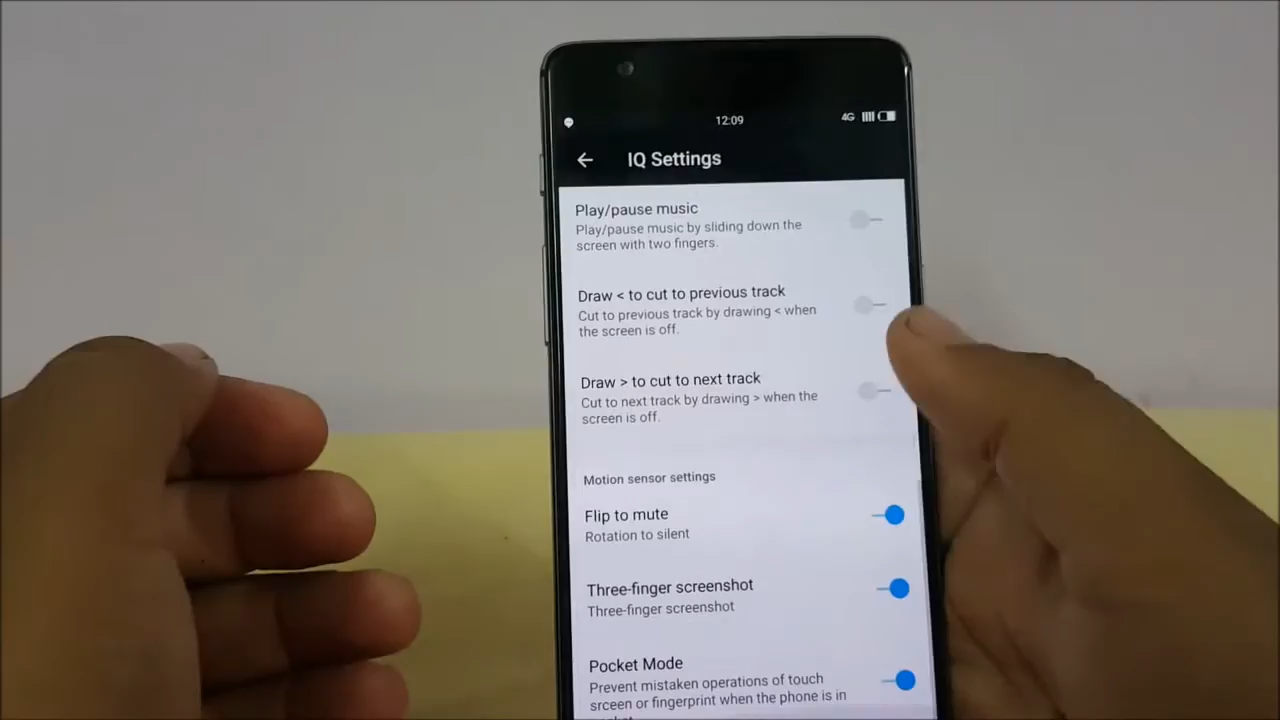 12:09
4G
IQ Settings
Play/pause music
Play/pause music by sliding down the
screen with two fingers.
Draw < to cut to previous track
Cut to previous track by drawing < when
the screen is off.
Draw > to cut to next track
Cut to next track by drawing > when the
screen is off.
Motion sensor settings
Flip to mute
Rotation to silent
Three-finger screenshot
Three-finger screenshot
Pocket Mode
Prevent mistaken operations of touch
srceen or fingerprint when the phone is in